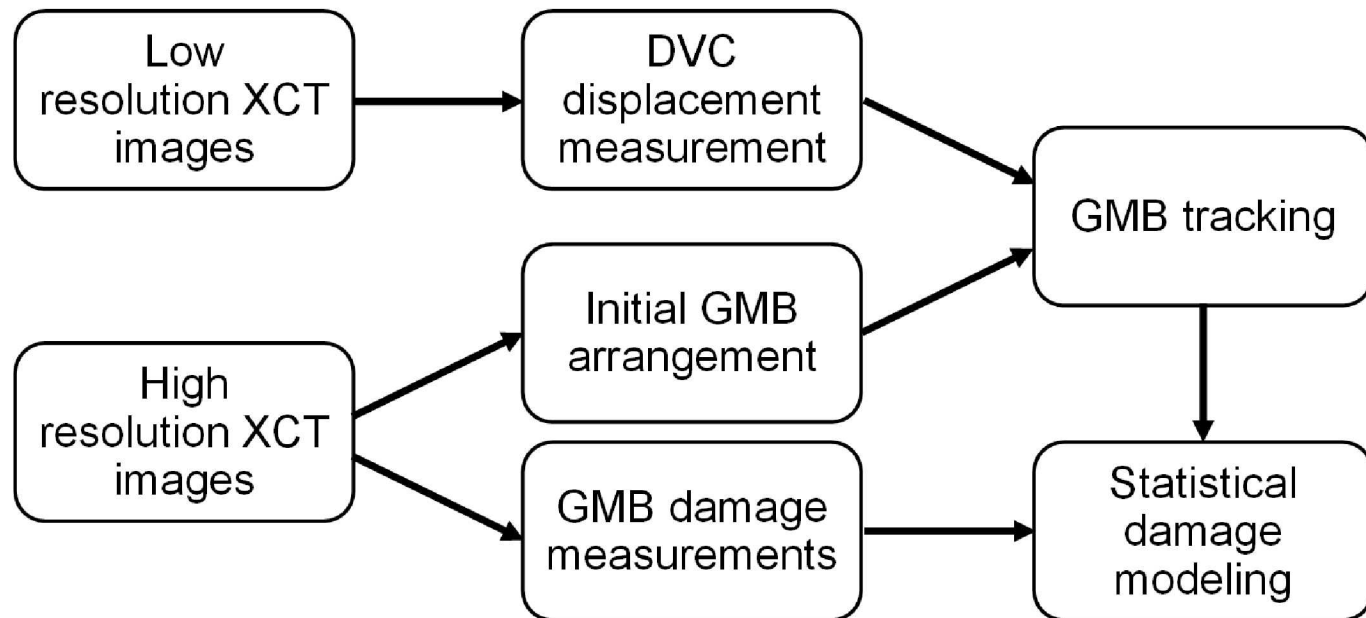 Low
resolution XCT
images
DVC
displacement
measurement
GMB tracking
Initial GMB
arrangement
High
resolution XCT
images
GMB damage
measurements
Statistical
damage
modeling